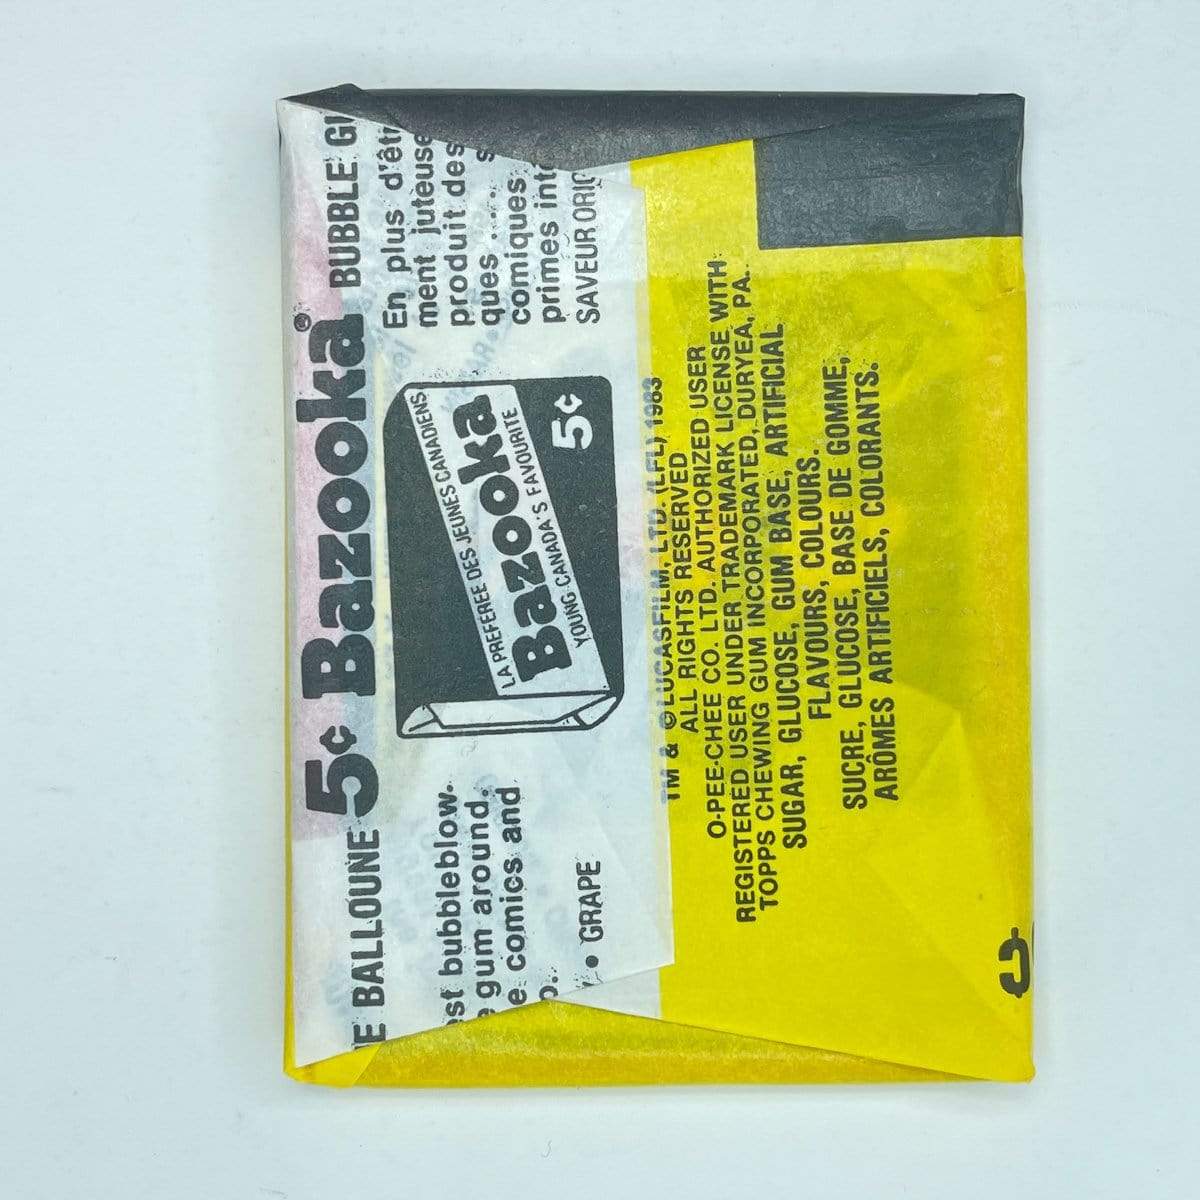 E BALLOUNE 5¢ Bazooka® BUBBLE
est bubbleblow.
gum around.
comics and
• GRAPE
LA PREFEREE DES JEUNES CANADIENS
Bazooka
YOUNG CANADA'S FAVOURITE
5¢
En plus d'êt
ment juteuse
produit des
ques..... s
comiques
primes int
SAVEUR ORIG
TM & © LUCASFILM, LTD. (LFL) 1983
ALL RIGHTS RESERVED
O-PEE-CHEE CO. LTD. AUTHORIZED USER
REGISTERED USER UNDER TRADEMARK LICENSE WITH
TOPPS CHEWING GUM INCORPORATED, DURYEA, PA.
SUGAR, GLUCOSE, GUM BASE, ARTIFICIAL
FLAVOURS, COLOURS.
SUCRE, GLUCOSE, BASE DE GOMME,
ARÔMES ARTIFICIELS, COLORANTS.